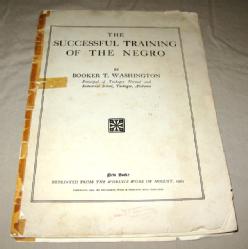 THE
SUCCESSFUL TRAINING
OF THE NEGRO
BY
BOOKER T. WASHINGTON
Principal of Tuskegee Normal and
Industrial School, Tuskegee, Alabama
New York:
REPRINTED FROM THE WORLD'S WORK OF AUGUST, 1903